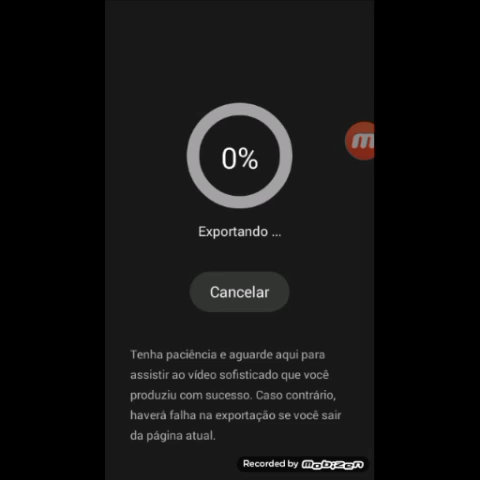 0%
Exportando ...
Cancelar
Tenha paciência e aguarde aqui para
assistir ao vídeo sofisticado que você
produziu com sucesso. Caso contrário,
haverá falha na exportação se você sair
da página atual.
Recorded by mobizen